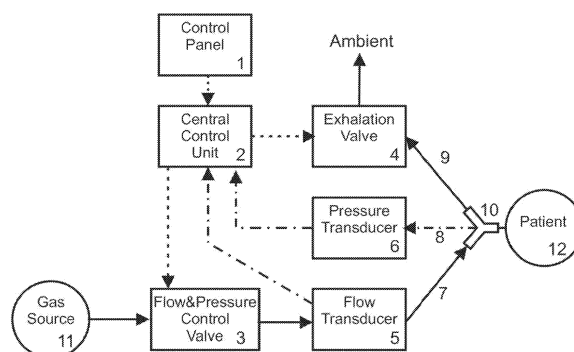 Control
Panel
1
Ambient
Central
Control
Unit
2
Exhalation
Valve
4
9
Pressure
Transducer
6
8
10
Patient
12
Gas
Source
11
Flow&Pressure
Control
Valve
3
Flow
Transducer
5
7